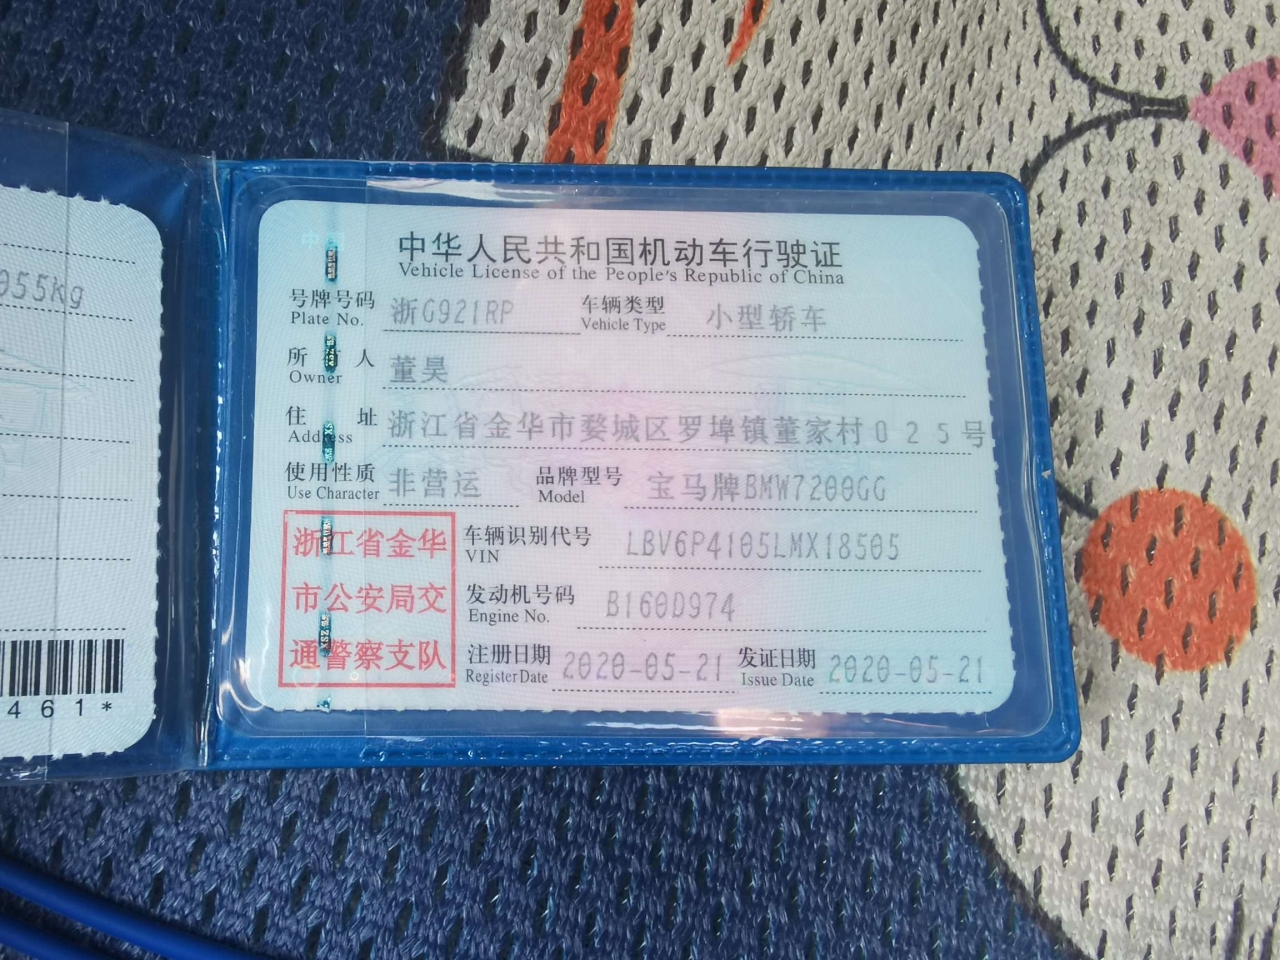 955kg
461*
中华人民共和国机动车行驶证
Vehicle License of the People's Republic of China
号牌号码 浙G921RP 车辆类型 小型轿车
Plate No. Vehicle Type
所有人 董昊
Owner
住址 浙江省金华市婺城区罗埠镇董家村025号
Address
使用性质 非营运 品牌型号 宝马牌BMW7200GG
Use Character Model
浙江省金华
市公安局交
通警察支队
车辆识别代号 LBV6P4105LMX18505
VIN
发动机号码 B160D974
Engine No.
注册日期 2020-05-21 发证日期 2020-05-21
Register Date Issue Date